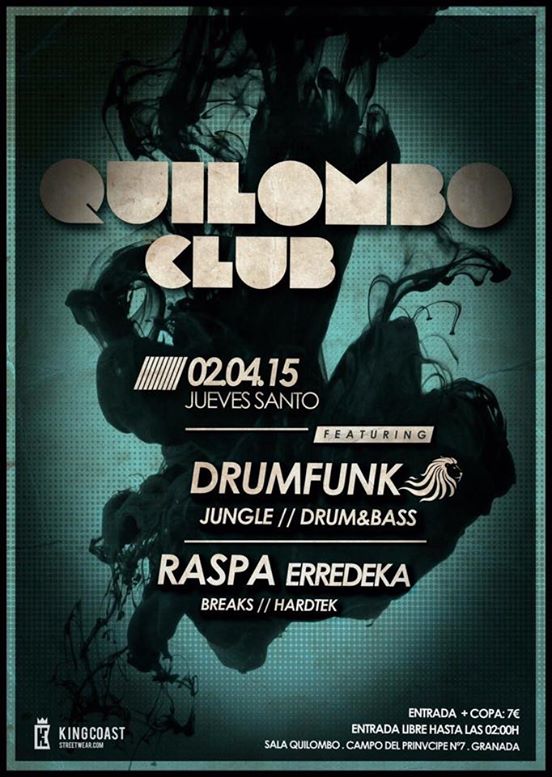 QUILOMBO
CLUB
02.04.15
JUEVES SANTO
FEATURING
DRUMFUNK
JUNGLE // DRUM&BASS
RASPA ERREDEKA
BREAKS // HARDTEK
ENTRADA + COPA: 7€
ENTRADA LIBRE HASTA LAS 02:00H
SALA QUILOMBO . CAMPO DEL PRINVCIPE Nº7 . GRANADA
KINGCOAST
STREETWEAR.COM